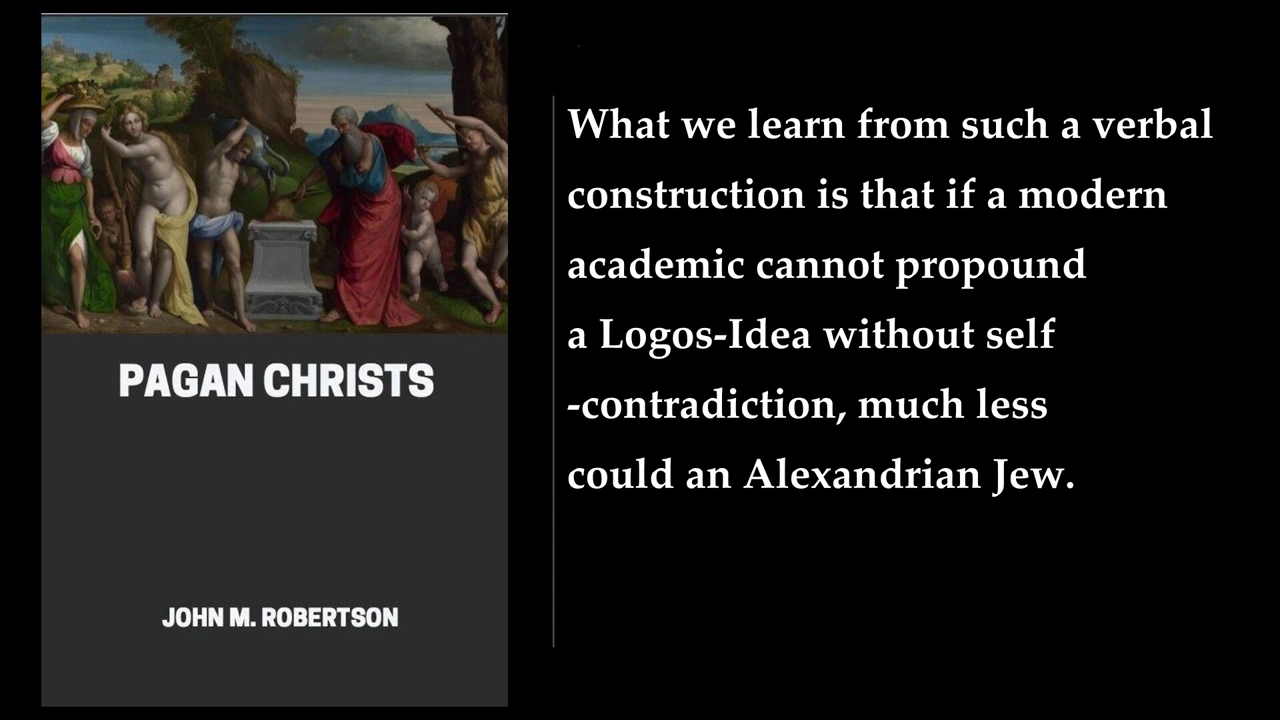 PAGAN CHRISTS
JOHN M. ROBERTSON
What we learn from such a verbal
construction is that if a modern
academic cannot propound
a Logos-Idea without self
-contradiction, much less
could an Alexandrian Jew.